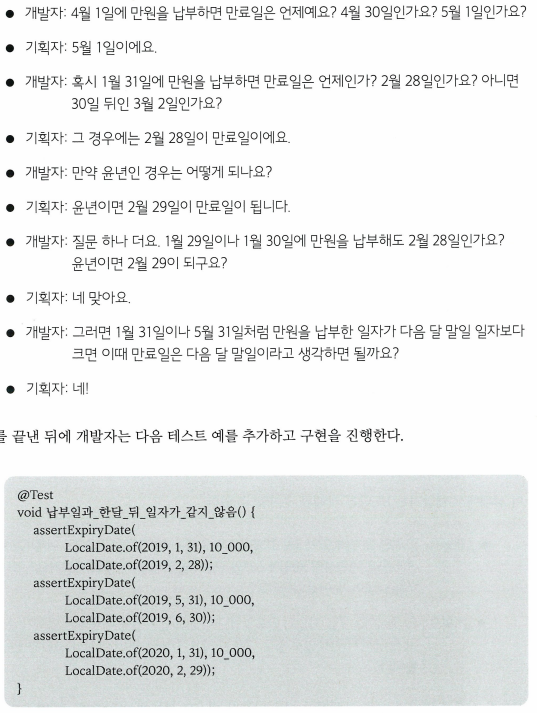 ● 개발자: 4월 1일에 만원을 납부하면 만료일은 언제예요? 4월 30일인가요? 5월 1일인가요?
● 기획자: 5월 1일이에요.
● 개발자: 혹시 1월 31일에 만원을 납부하면 만료일은 언제인가? 2월 28일인가요? 아니면
30일 뒤인 3월 2일인가요?
● 기획자: 그 경우에는 2월 28일이 만료일이에요.
● 개발자: 만약 윤년인 경우는 어떻게 되나요?
● 기획자: 윤년이면 2월 29일이 만료일이 됩니다.
● 개발자: 질문 하나 더요. 1월 29일이나 1월 30일에 만원을 납부해도 2월 28일인가요?
윤년이면 2월 29이 되구요?
● 기획자: 네 맞아요.
● 개발자: 그러면 1월 31일이나 5월 31일처럼 만원을 납부한 일자가 다음 달 말일 일자보다
크면 이때 만료일은 다음 달 말일이라고 생각하면 될까요?
● 기획자: 네!
를 끝낸 뒤에 개발자는 다음 테스트 예를 추가하고 구현을 진행한다.
@Test
void 납부일과_한달_뒤_일자가_같지_않음() {
assertExpiryDate(
LocalDate.of(2019, 1, 31), 10_000,
LocalDate.of(2019, 2, 28));
assertExpiryDate(
LocalDate.of(2019, 5, 31), 10_000,
LocalDate.of(2019, 6, 30));
assertExpiryDate(
LocalDate.of(2020, 1, 31), 10_000,
LocalDate.of(2020, 2, 29));
}